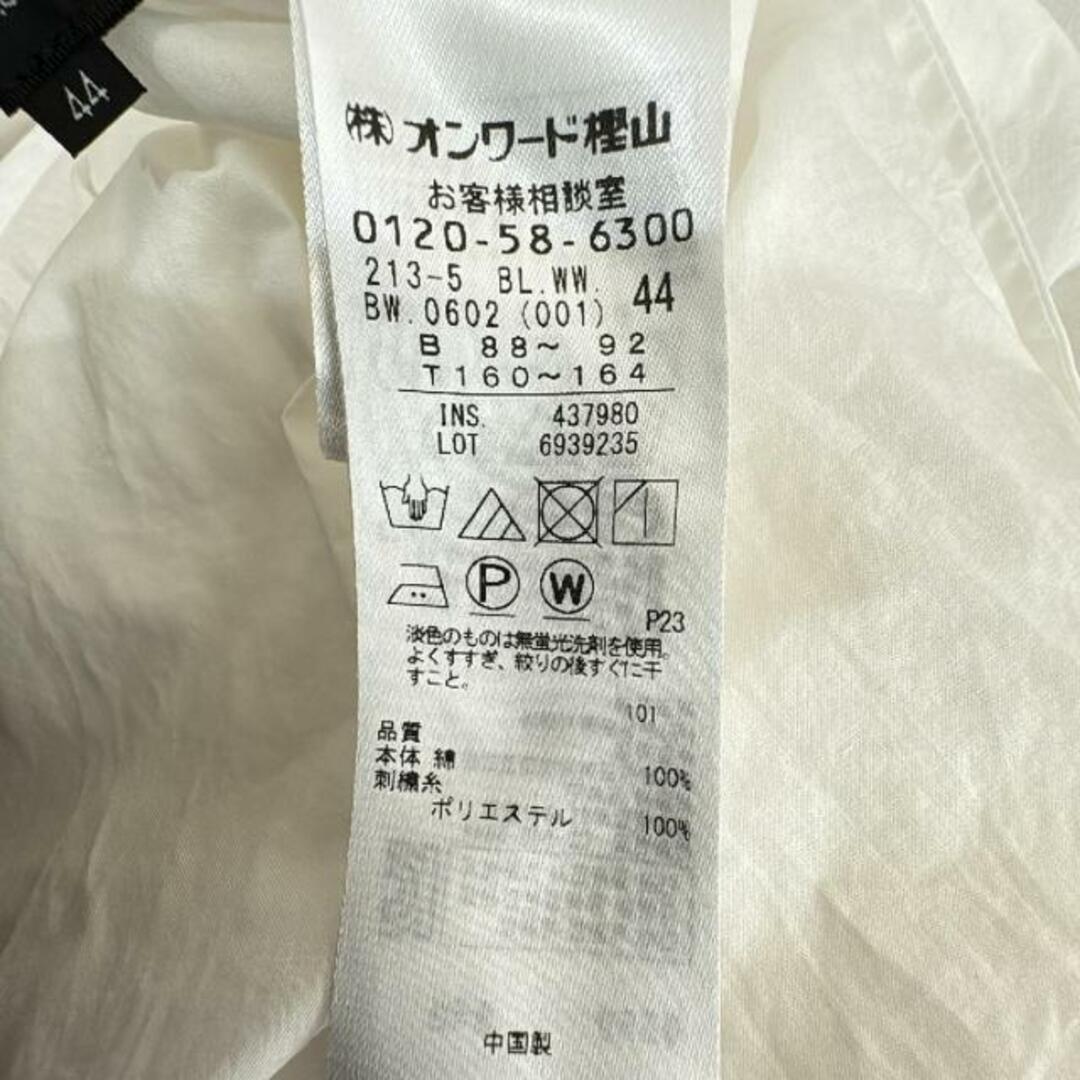 44
(株)オンワード樫山
お客様相談室
0120-58-6300
213-5 BL.WW.
BW.0602(001) 44
B 88～ 92
T160～164
INS. 437980
LOT 6939235
P
W
P23
淡色のものは無蛍光洗剤を使用。
よくすすぎ、絞りの後すぐに干
すこと。
101
品質
本体 綿 100%
刺繍糸
ポリエステル 100%
中国製